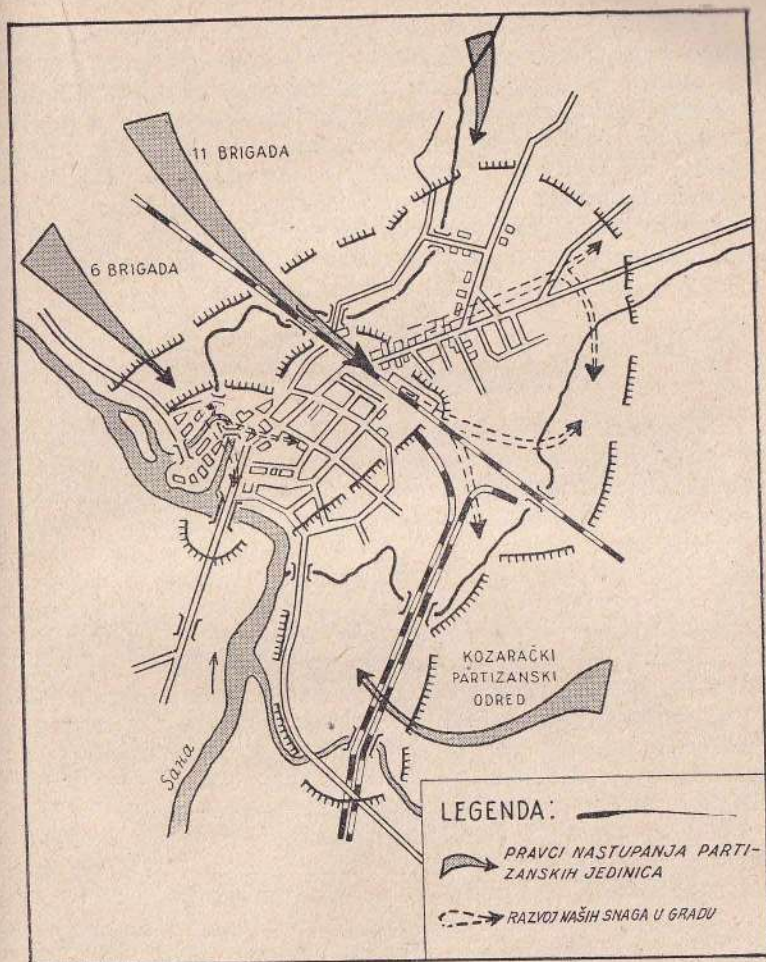 11 BRIGADA
6 BRIGADA
KOZARAČKI
PARTIZANSKI
ODRED
Sana
LEGENDA:
PRAVCI NASTUPANJA PARTI-
ZANSKIH JEDINICA
RAZVOJ NAŠIH SNAGA U GRADU